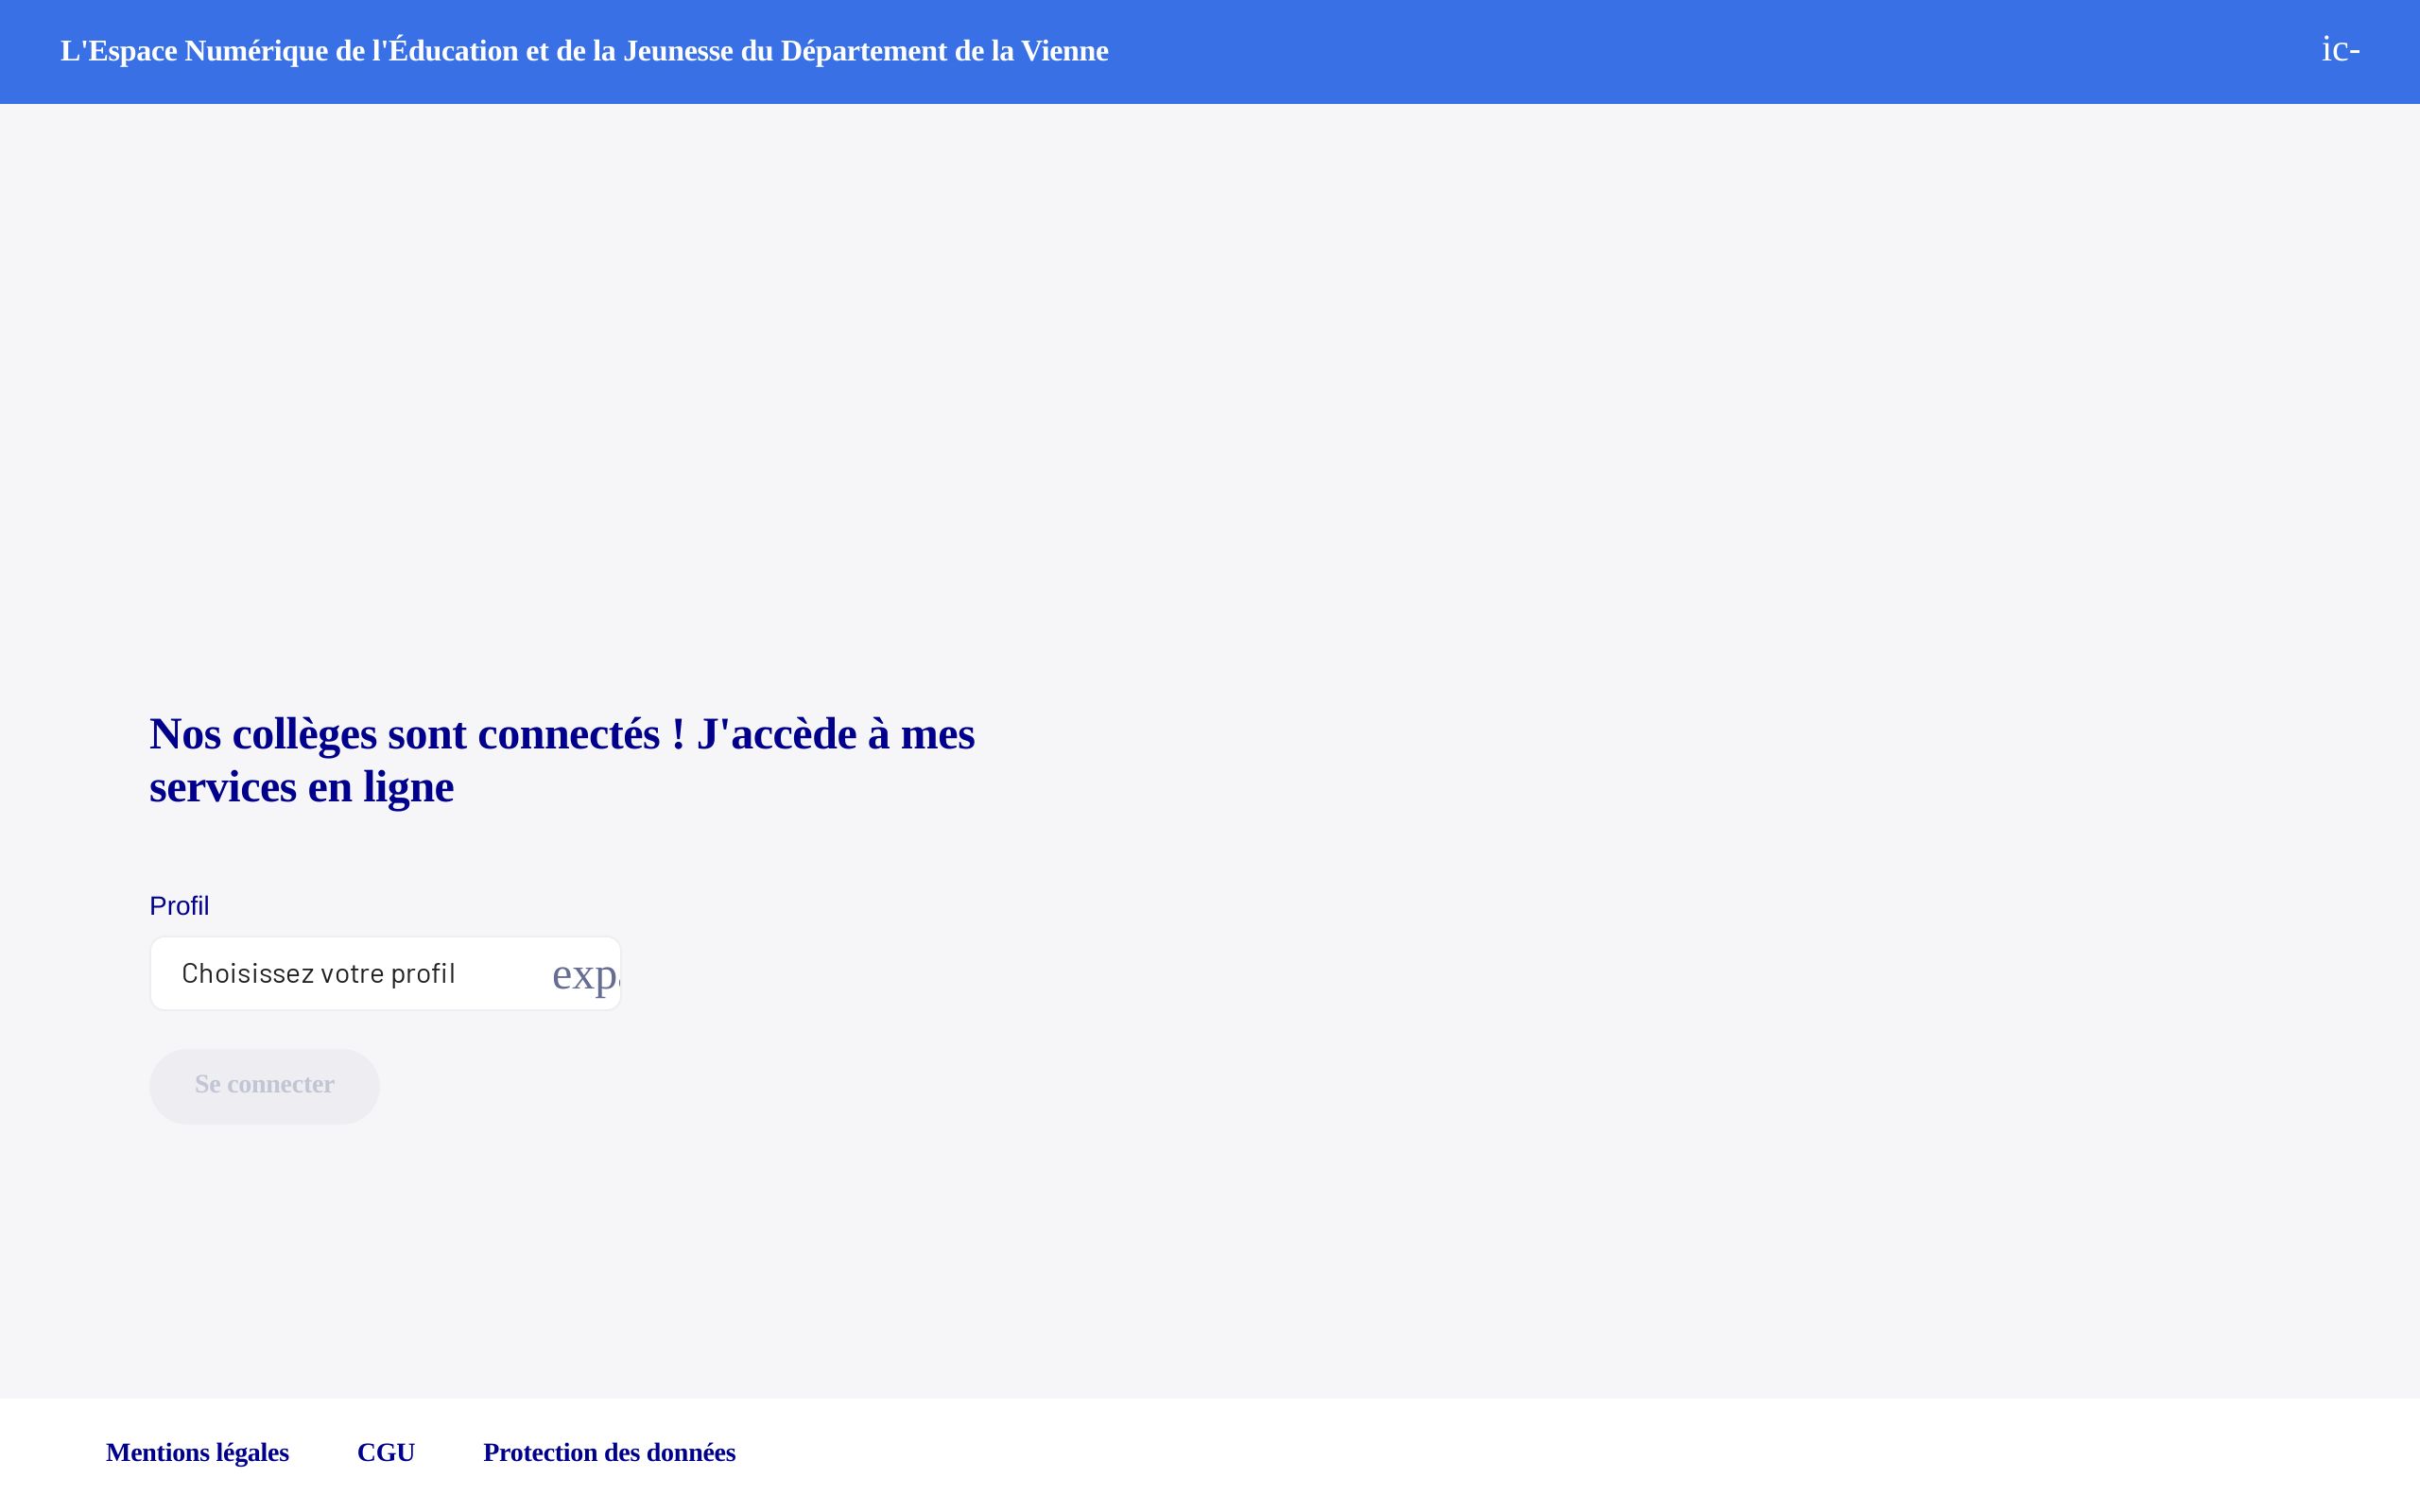 L'Espace Numérique de l'Éducation et de la Jeunesse du Département de la Vienne
ic-
Nos collèges sont connectés ! J'accède à mes
services en ligne
Profil
Choisissez votre profil
exp
Se connecter
Mentions légales
CGU
Protection des données